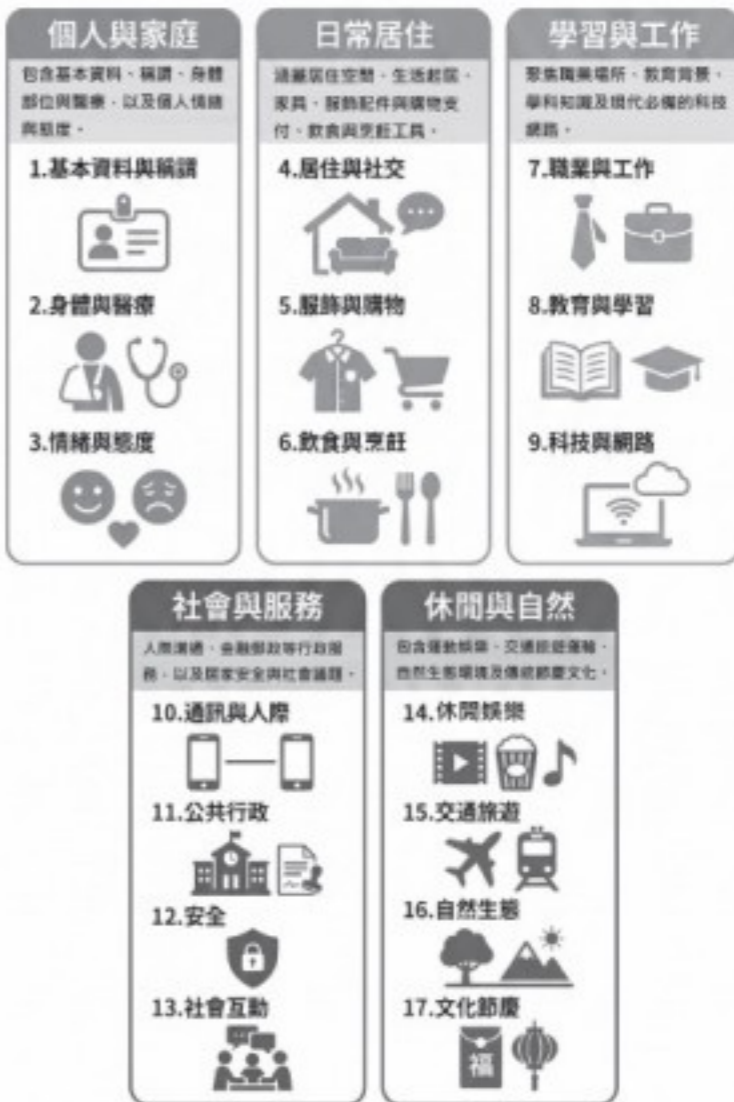 個人與家庭
包含基本資料、稱謂、身體
部位與醫療,以及個人情緒
與態度。
1.基本資料與稱謂
2.身體與醫療
3.情緒與態度
日常居住
涵蓋居住空間、生活起居、
家具、服飾配件與購物支
付、飲食與烹飪工具。
4.居住與社交
5.服飾與購物
6.飲食與烹飪
學習與工作
聚焦職業場所、教育背景、
學科知識及現代必備的科技
網路。
7.職業與工作
8.教育與學習
9.科技與網路
社會與服務
人際溝通、金融郵政等行政服
務,以及居家安全與社會議題。
10.通訊與人際
11.公共行政
12.安全
13.社會互動
休閒與自然
包含運動娛樂、交通旅遊運輸、
自然生態環境及傳統節慶文化。
14.休閒娛樂
15.交通旅遊
16.自然生態
17.文化節慶
福